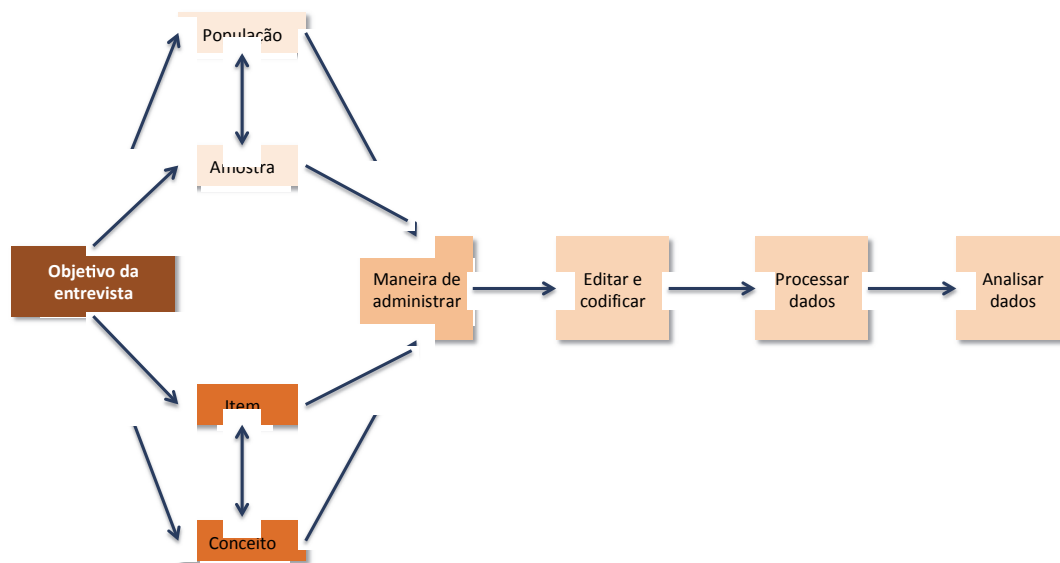 População
Amostra
Objetivo da
entrevista
Maneira de
administrar
Editar e
codificar
Processar
dados
Analisar
dados
Item
Conceito